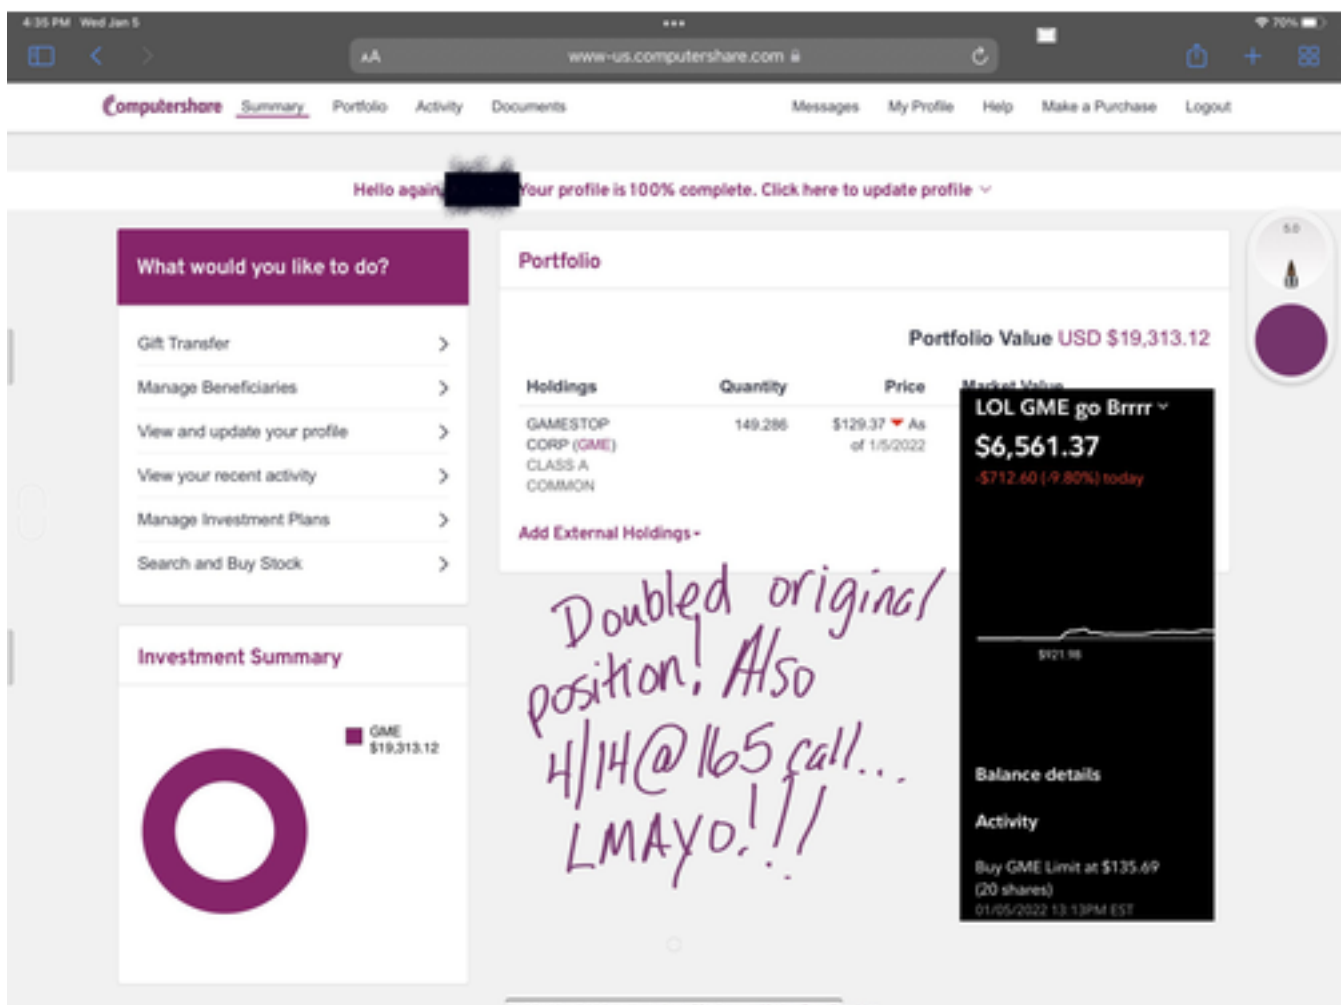 4:35 PM Wed Jan 5
70%
AA
www-us.computershare.com
Computershare Summary Portfolio Activity Documents Messages My Profile Help Make a Purchase Logout
Hello again, Your profile is 100% complete. Click here to update profile
What would you like to do?
Gift Transfer
Manage Beneficiaries
View and update your profile
View your recent activity
Manage Investment Plans
Search and Buy Stock
Investment Summary
GME
$19,313.12
Portfolio
Portfolio Value USD $19,313.12
Holdings Quantity Price Market Value
GAMESTOP 149.286 $129.37 As
CORP (GME) of 1/5/2022
CLASS A
COMMON
Add External Holdings
LOL GME go Brrrr
$6,561.37
-$712.60 (-9.80%) today
$921.98
Balance details
Activity
Buy GME Limit at $135.69
(20 shares)
01/05/2022 13:13PM EST
Doubled original
position! Also
4/14@165 call...
LMAYO!!!
5.0